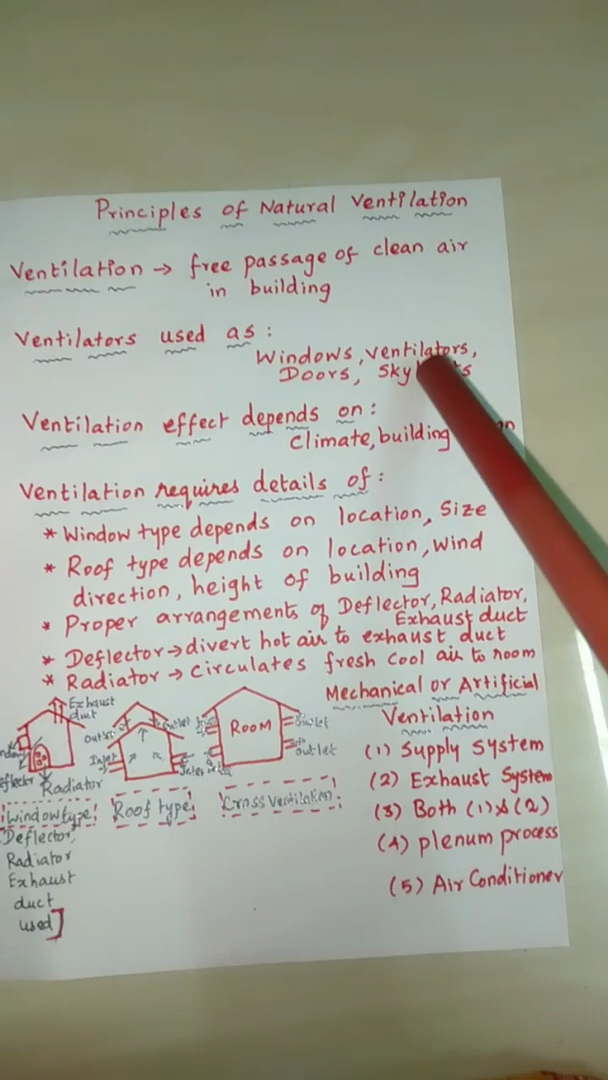 Principles of Natural Ventilation
Ventilation → free passage of clean air
in building
Ventilators used as:
Windows, Ventilators,
Doors,
Ventilation effect depends on:
Climate, building
Ventilation requires details of:
* Window type depends on location, Size
* Roof type depends on location, wind
direction, height of building
* Proper arrangements of Deflector, Radiator,
Exhaust duct
* Deflector → divert hot air to exhaust duct
* Radiator → circulates fresh cool air to room
Exhaust
duct
Radiator
Window type
Deflector,
Radiator
Exhaust
duct
used]
Inlet
Roof type
ROOM
outlet
outlet
Cross ventilation
Mechanical or Artificial
Ventilation
(1) Supply System
(2) Exhaust System
(3) Both (1) & (2)
(4) plenum process
(5) Air Conditioner